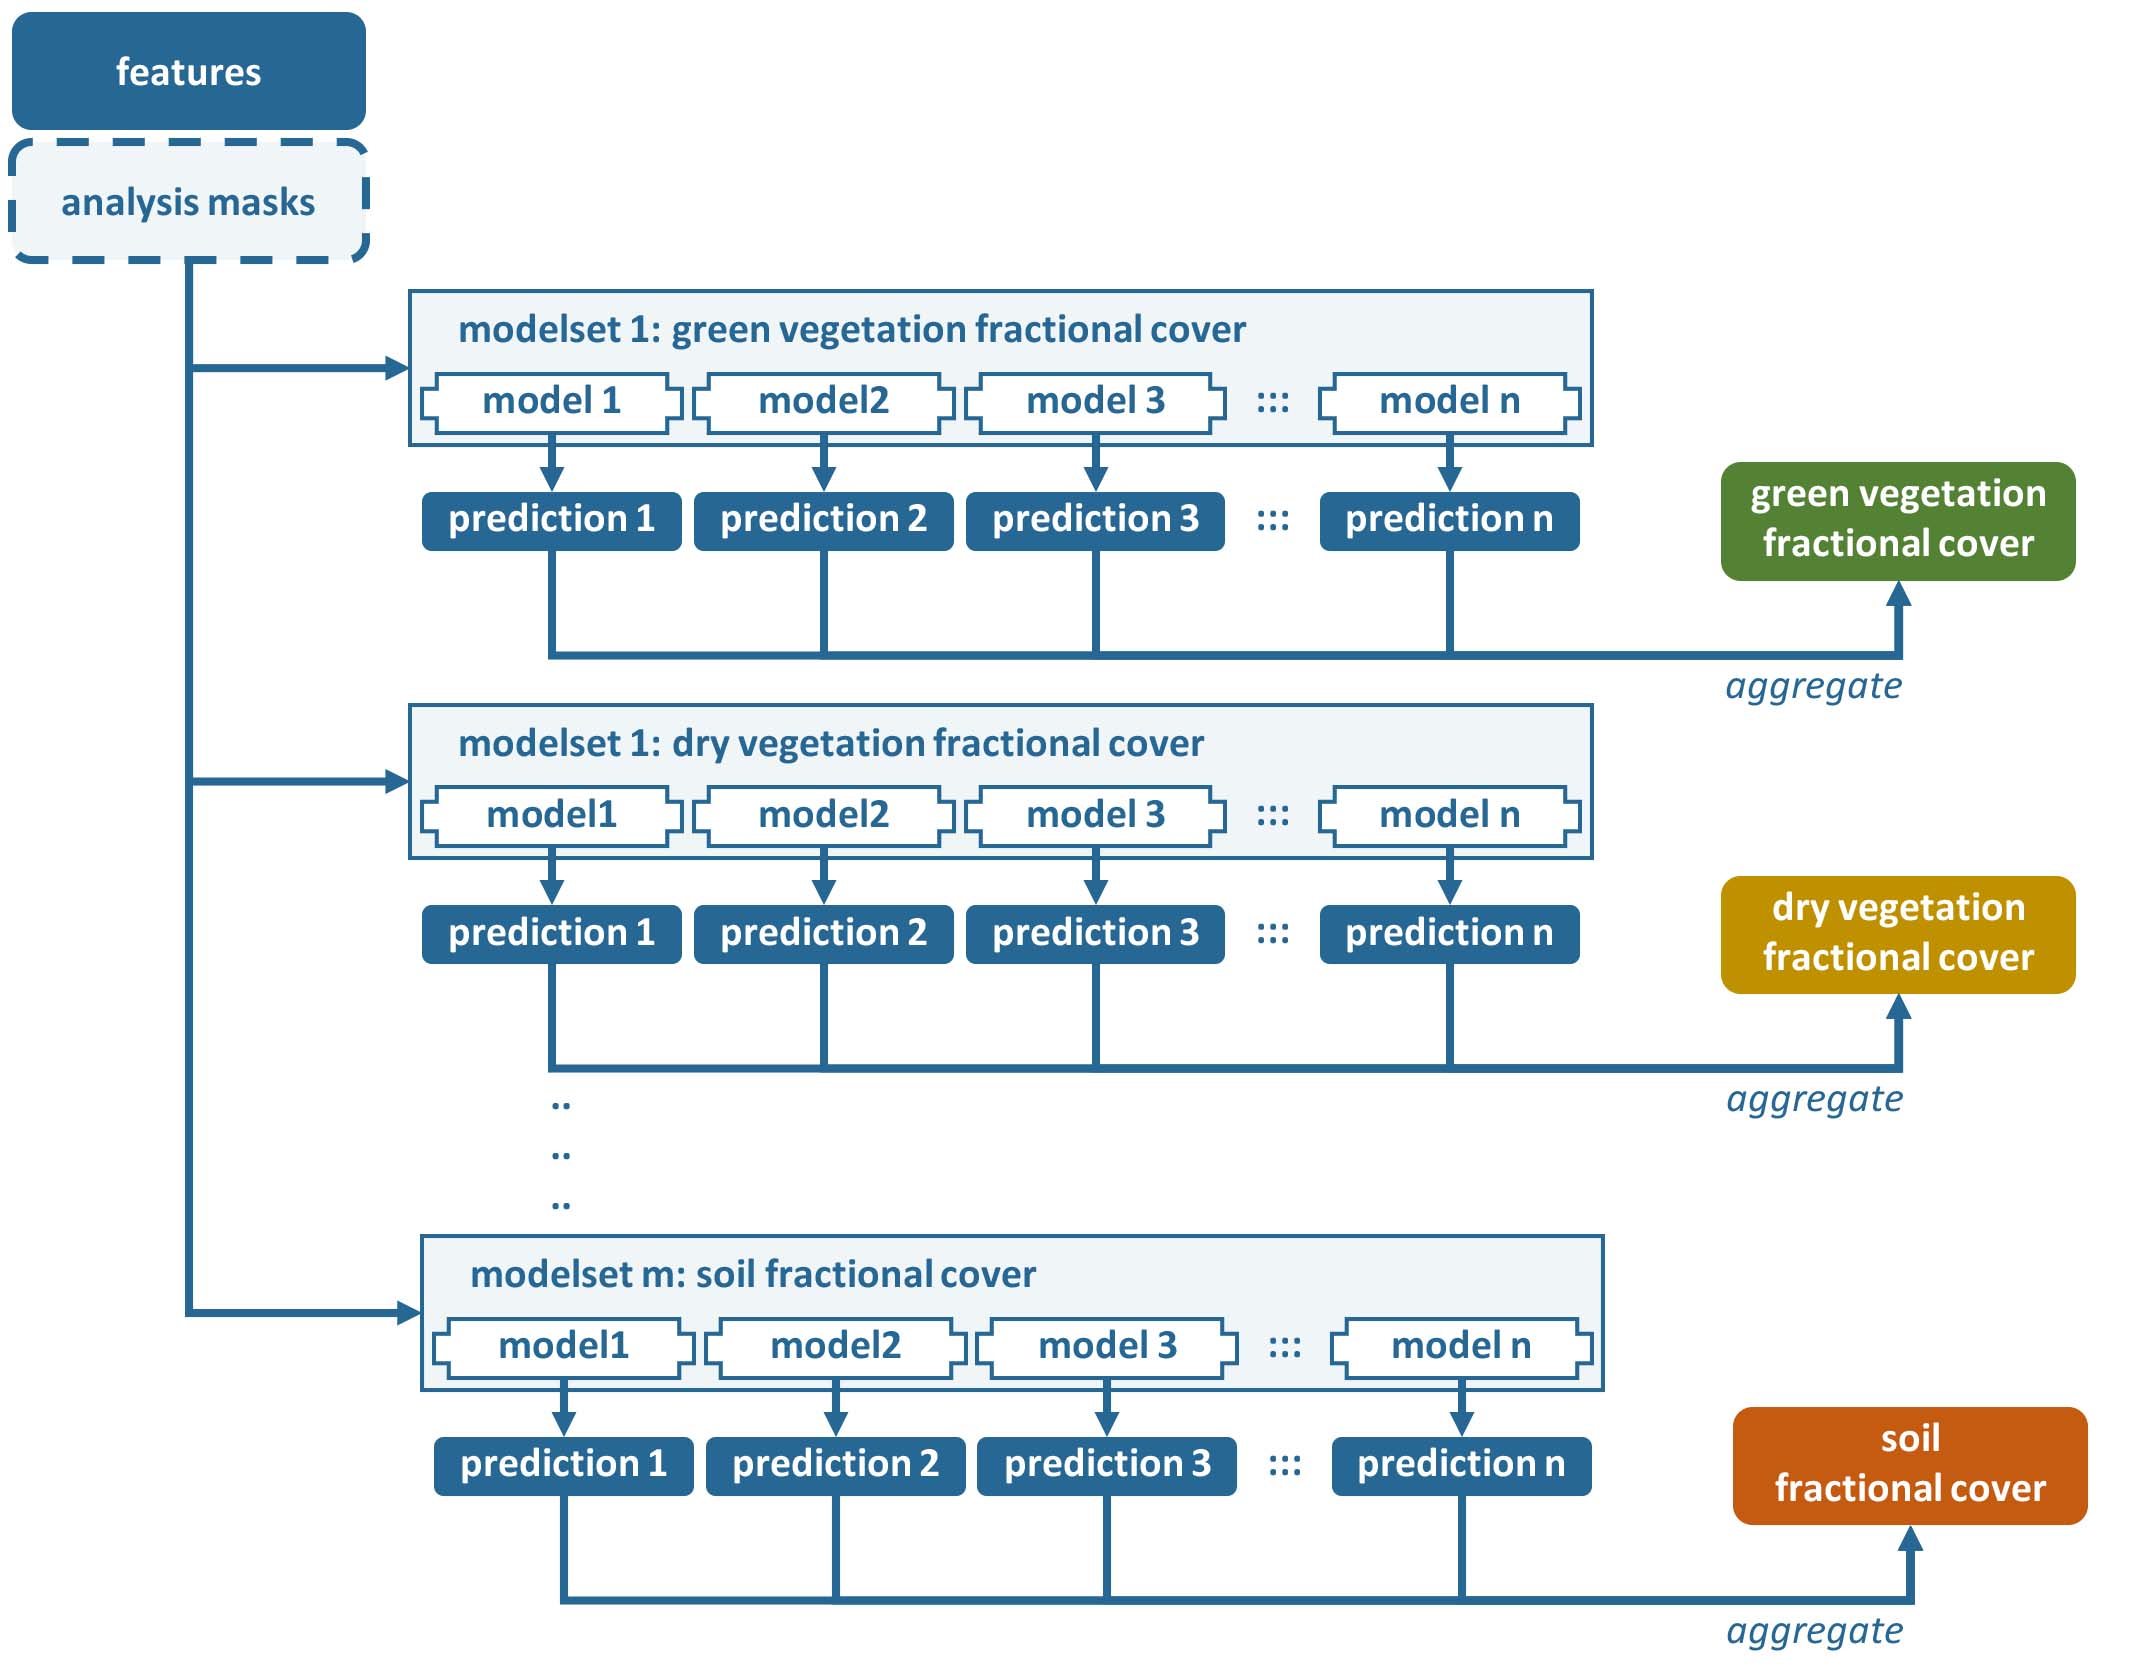 features
analysis masks
modelset 1: green vegetation fractional cover
model 1
model2
model 3
:::
model n
prediction 1
prediction 2
prediction 3
:::
prediction n
green vegetation
fractional cover
aggregate
modelset 1: dry vegetation fractional cover
model1
model2
model 3
:::
model n
prediction 1
prediction 2
prediction 3
:::
prediction n
dry vegetation
fractional cover
aggregate
..
..
..
modelset m: soil fractional cover
model1
model2
model 3
:::
model n
prediction 1
prediction 2
prediction 3
:::
prediction n
soil
fractional cover
aggregate